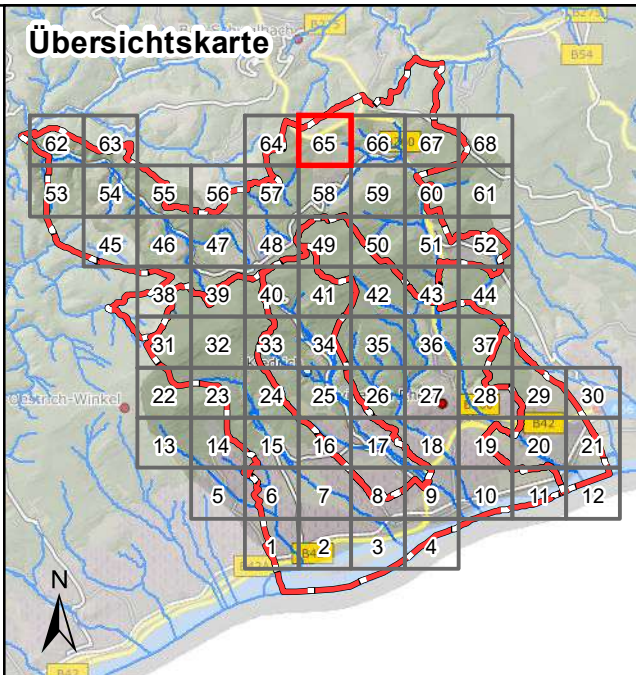 Übersichtskarte
B275
B54
62 63 64 65 66 67 68
53 54 55 56 57 58 59 60 61
45 46 47 48 49 50 51 52
38 39 40 41 42 43 44
31 32 33 34 35 36 37
22 23 24 25 26 27 28 29 30
Oestrich-Winkel
B42
13 14 15 16 17 18 19 20 21
5 6 7 8 9 10 11 12
1 2 3 4
N
B42